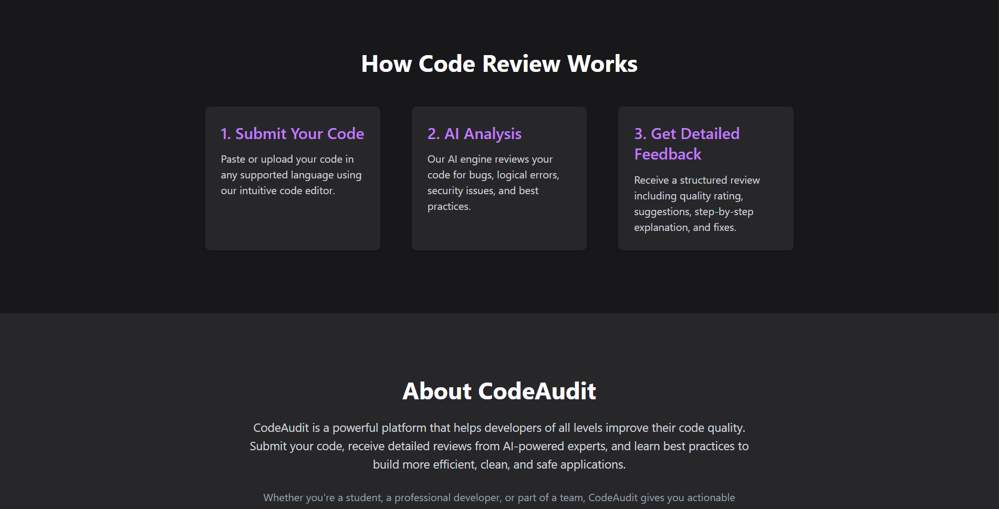 How Code Review Works
1. Submit Your Code
Paste or upload your code in
any supported language using
our intuitive code editor.
2. AI Analysis
Our AI engine reviews your
code for bugs, logical errors,
security issues, and best
practices.
3. Get Detailed
Feedback
Receive a structured review
including quality rating,
suggestions, step-by-step
explanation, and fixes.
About CodeAudit
CodeAudit is a powerful platform that helps developers of all levels improve their code quality.
Submit your code, receive detailed reviews from AI-powered experts, and learn best practices to
build more efficient, clean, and safe applications.
Whether you're a student, a professional developer, or part of a team, CodeAudit gives you actionable